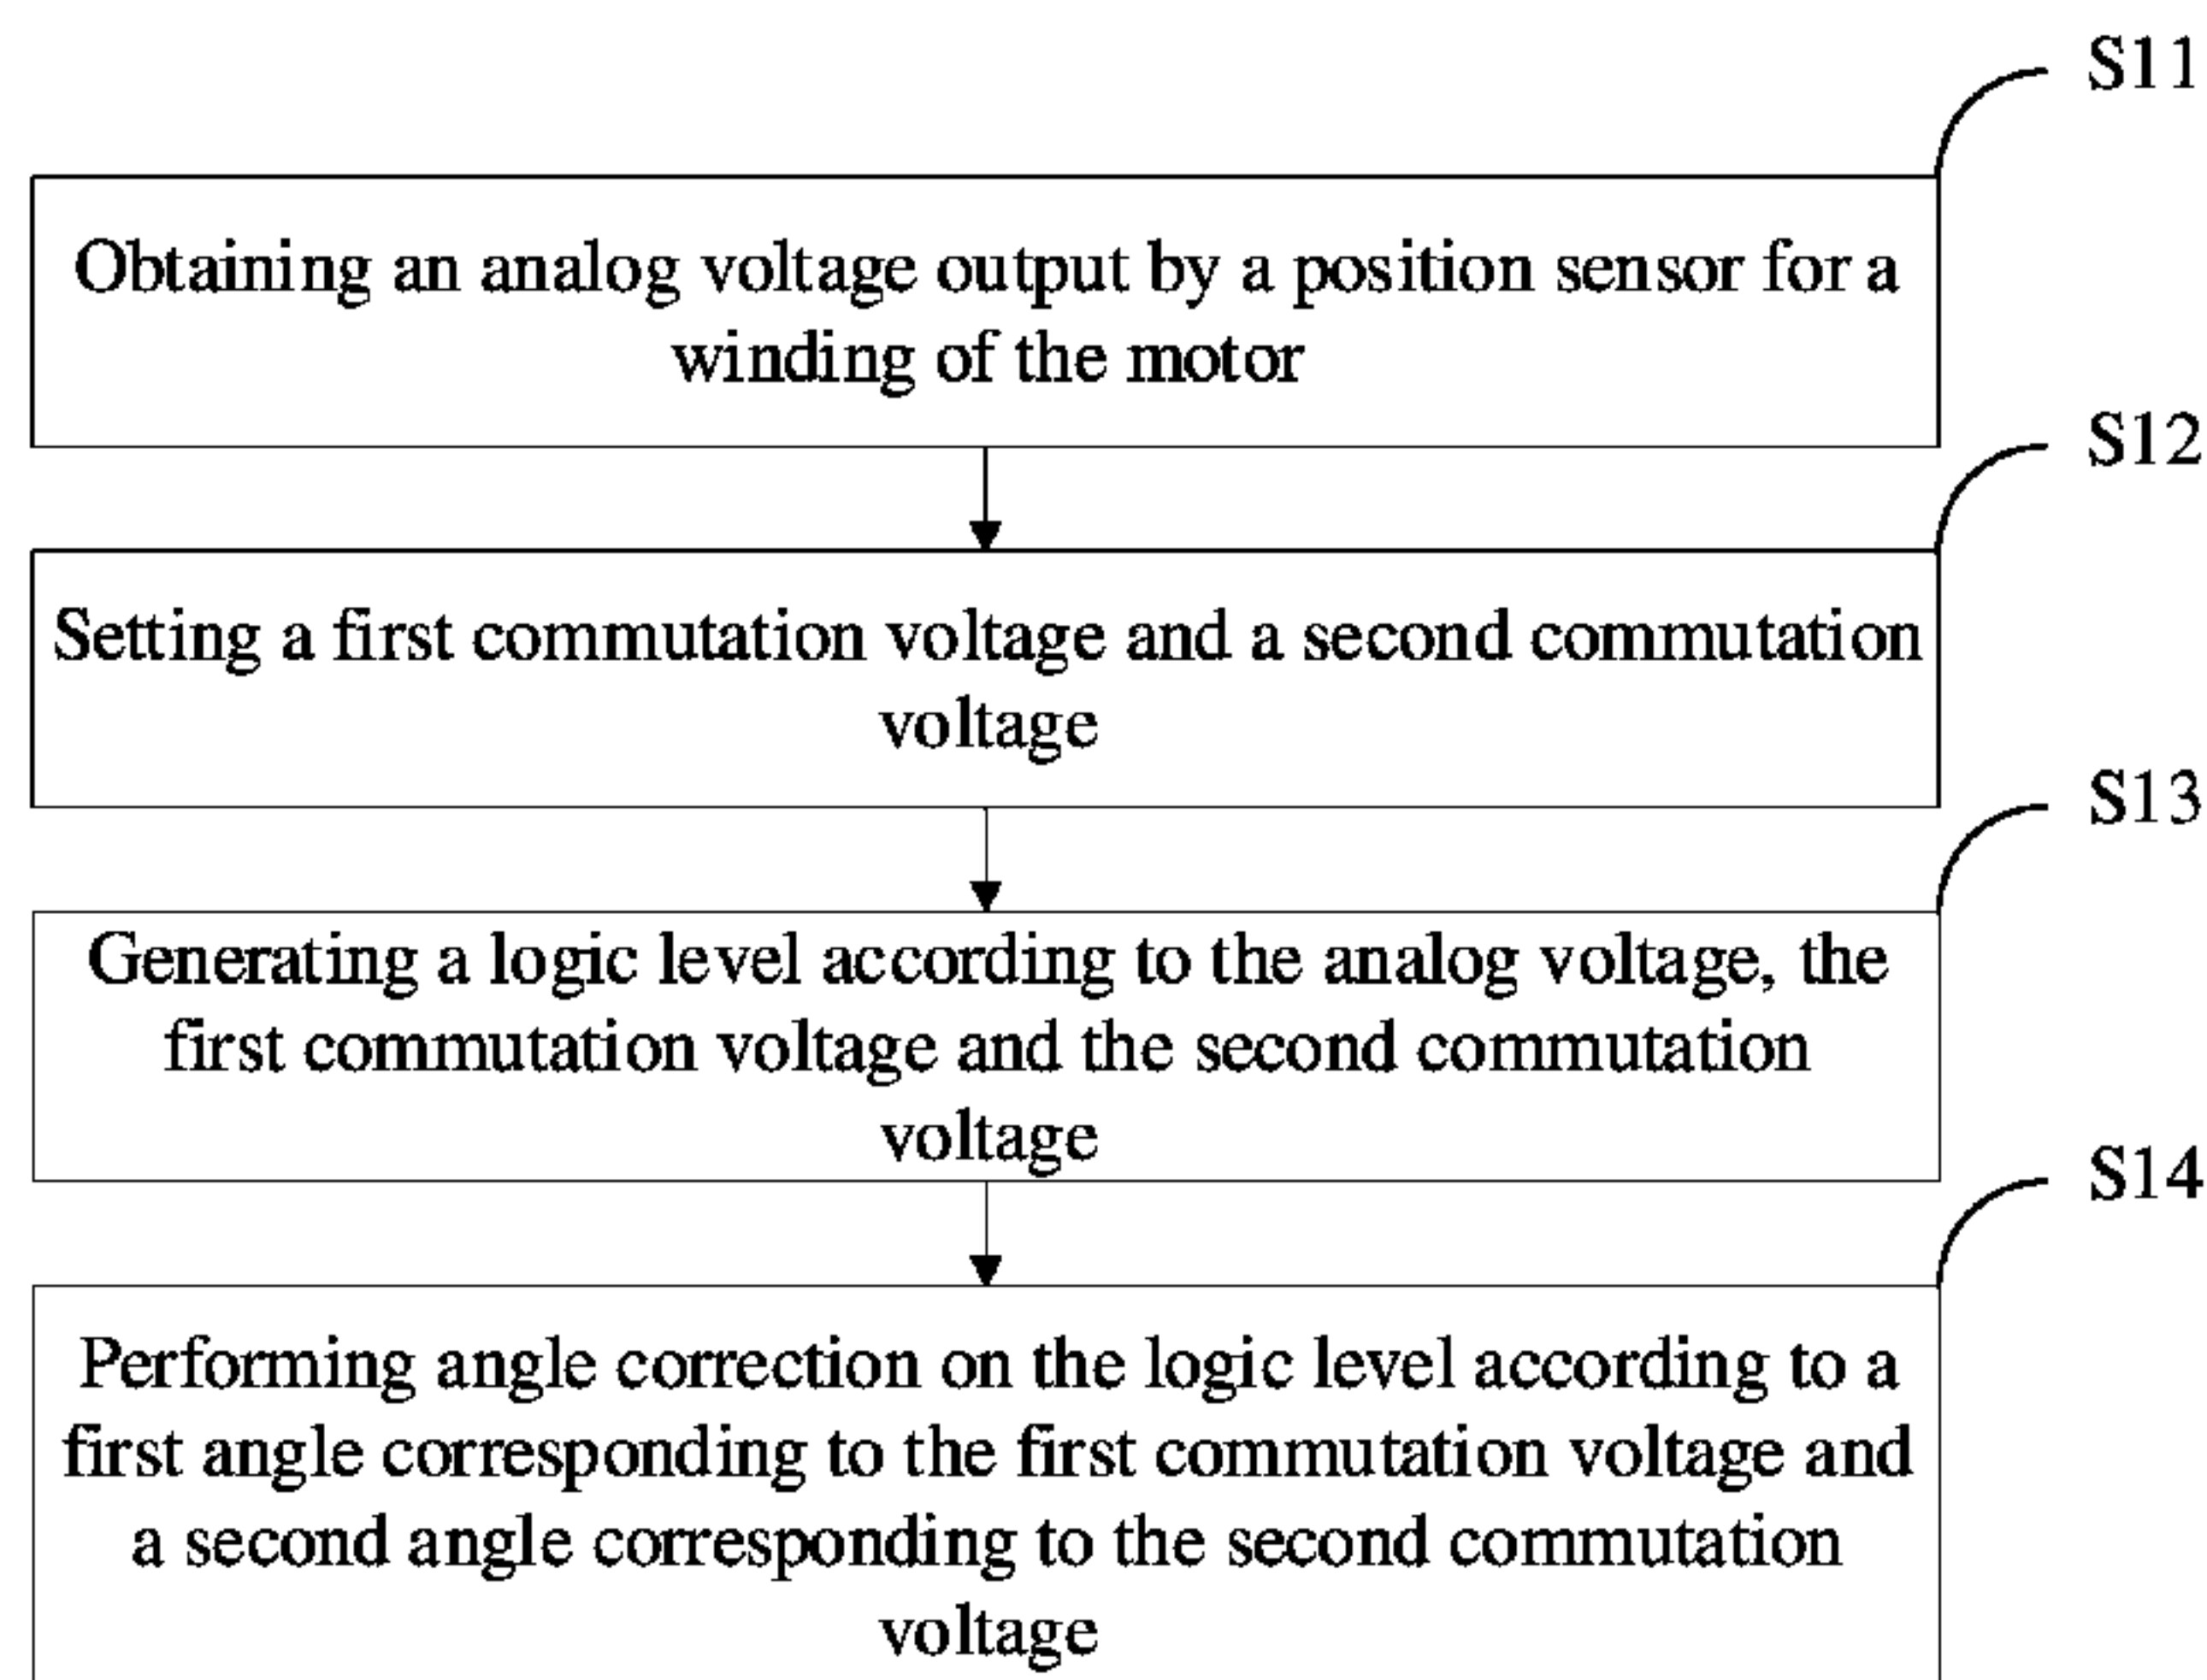 S11
Obtaining an analog voltage output by a position sensor for a
winding of the motor
S12
Setting a first commutation voltage and a second commutation
voltage
S13
Generating a logic level according to the analog voltage, the
first commutation voltage and the second commutation
voltage
S14
Performing angle correction on the logic level according to a
first angle corresponding to the first commutation voltage and
a second angle corresponding to the second commutation
voltage